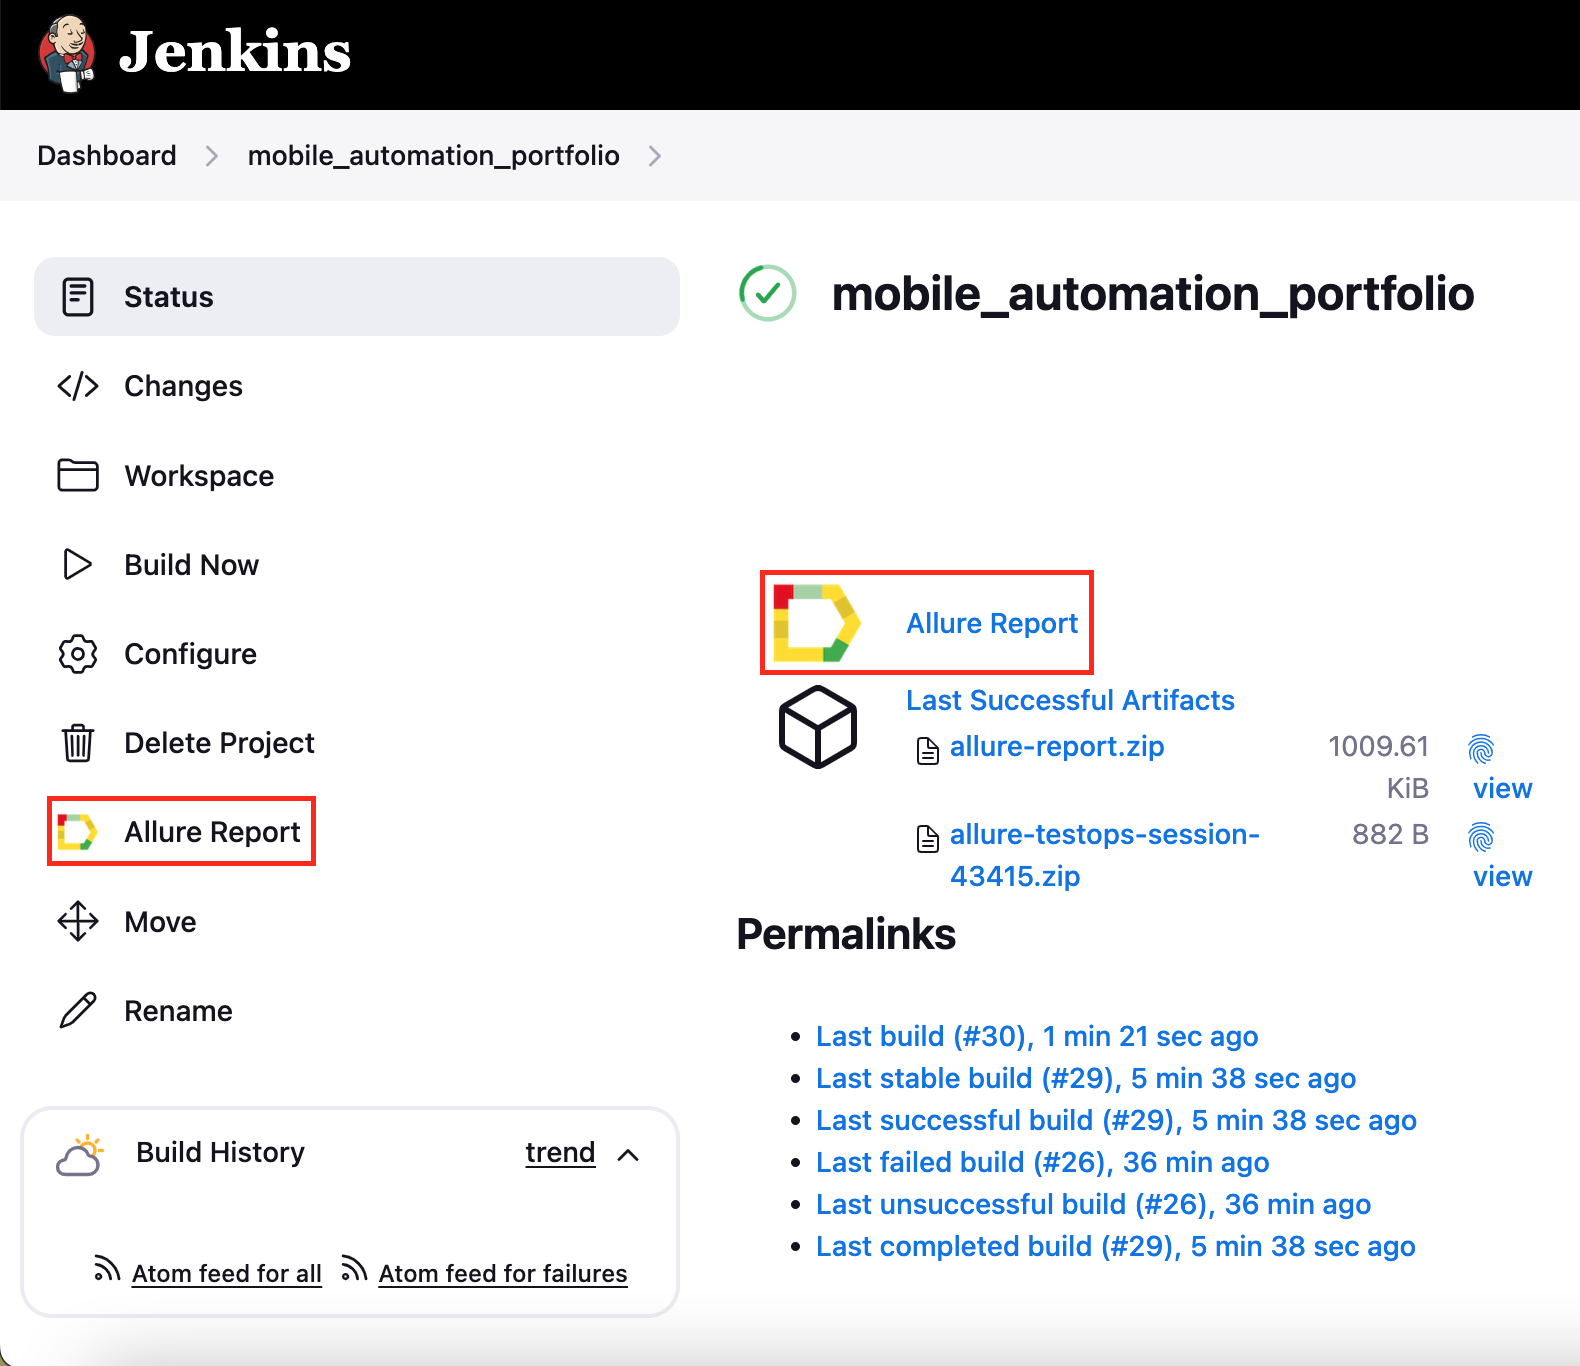 Jenkins
Dashboard
mobile_automation_portfolio
Status
Changes
Workspace
Build Now
Configure
Delete Project
Allure Report
Move
Rename
Build History
trend
Atom feed for all
Atom feed for failures
mobile_automation_portfolio
Allure Report
Last Successful Artifacts
allure-report.zip 1009.61
KiB view
allure-testops-session- 882 B
43415.zip view
Permalinks
Last build (#30), 1 min 21 sec ago
Last stable build (#29), 5 min 38 sec ago
Last successful build (#29), 5 min 38 sec ago
Last failed build (#26), 36 min ago
Last unsuccessful build (#26), 36 min ago
Last completed build (#29), 5 min 38 sec ago